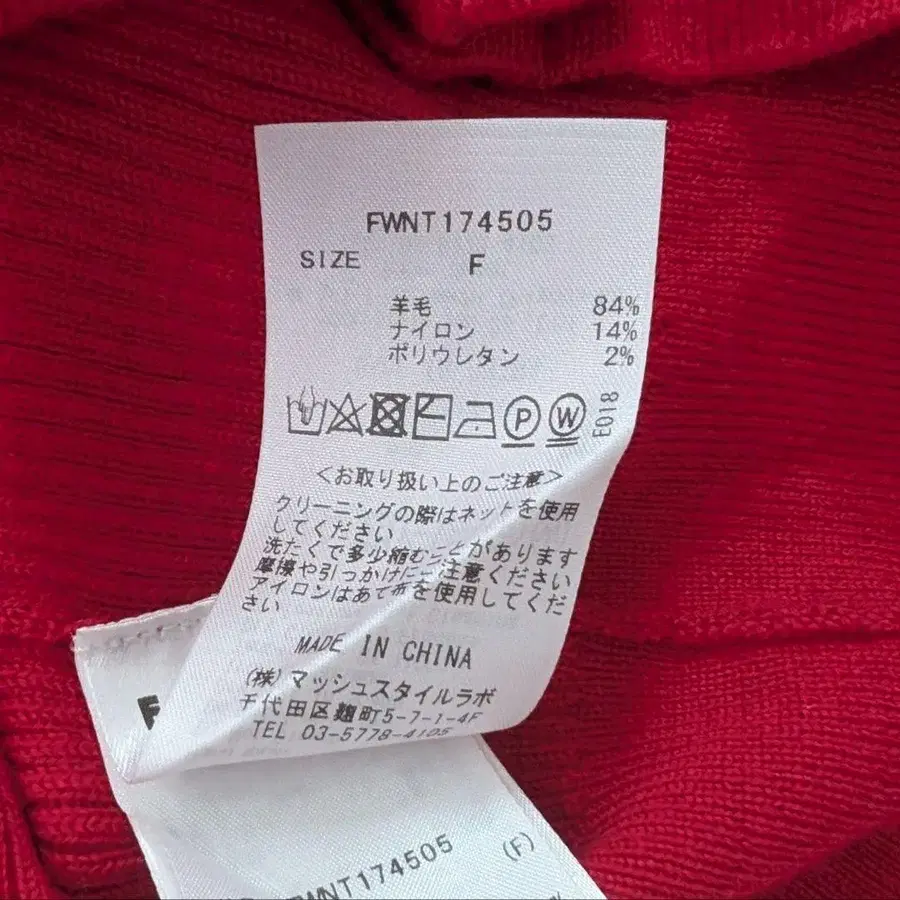 FWNT174505
SIZE F
羊毛 84%
ナイロン 14%
ポリウレタン 2%
P W E018
<お取り扱い上のご注意>
クリーニングの際はネットを使用
してください
洗たくで多少縮むことがあります
摩擦や引っかけにご注意ください
アイロンはあて布を使用してくだ
さい
MADE IN CHINA
(株)マッシュスタイルラボ
千代田区麹町5-7-1-4F
TEL 03-5778-4105
FWNT174505 (F)